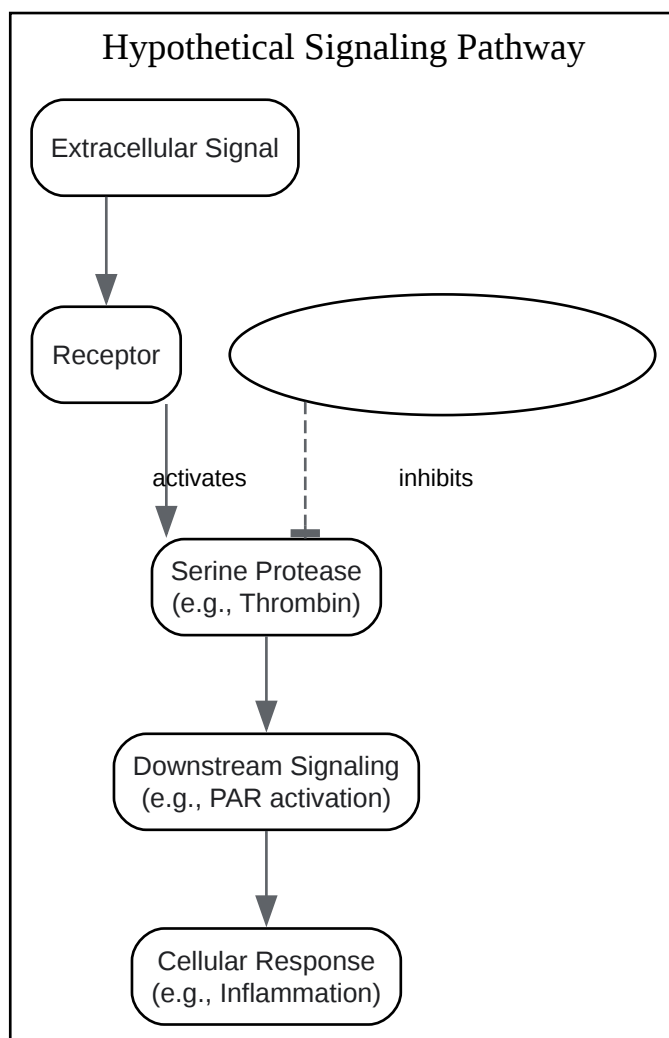 Hypothetical Signaling Pathway
Extracellular Signal
Receptor
activates
inhibits
Serine Protease
(e.g., Thrombin)
Downstream Signaling
(e.g., PAR activation)
Cellular Response
(e.g., Inflammation)